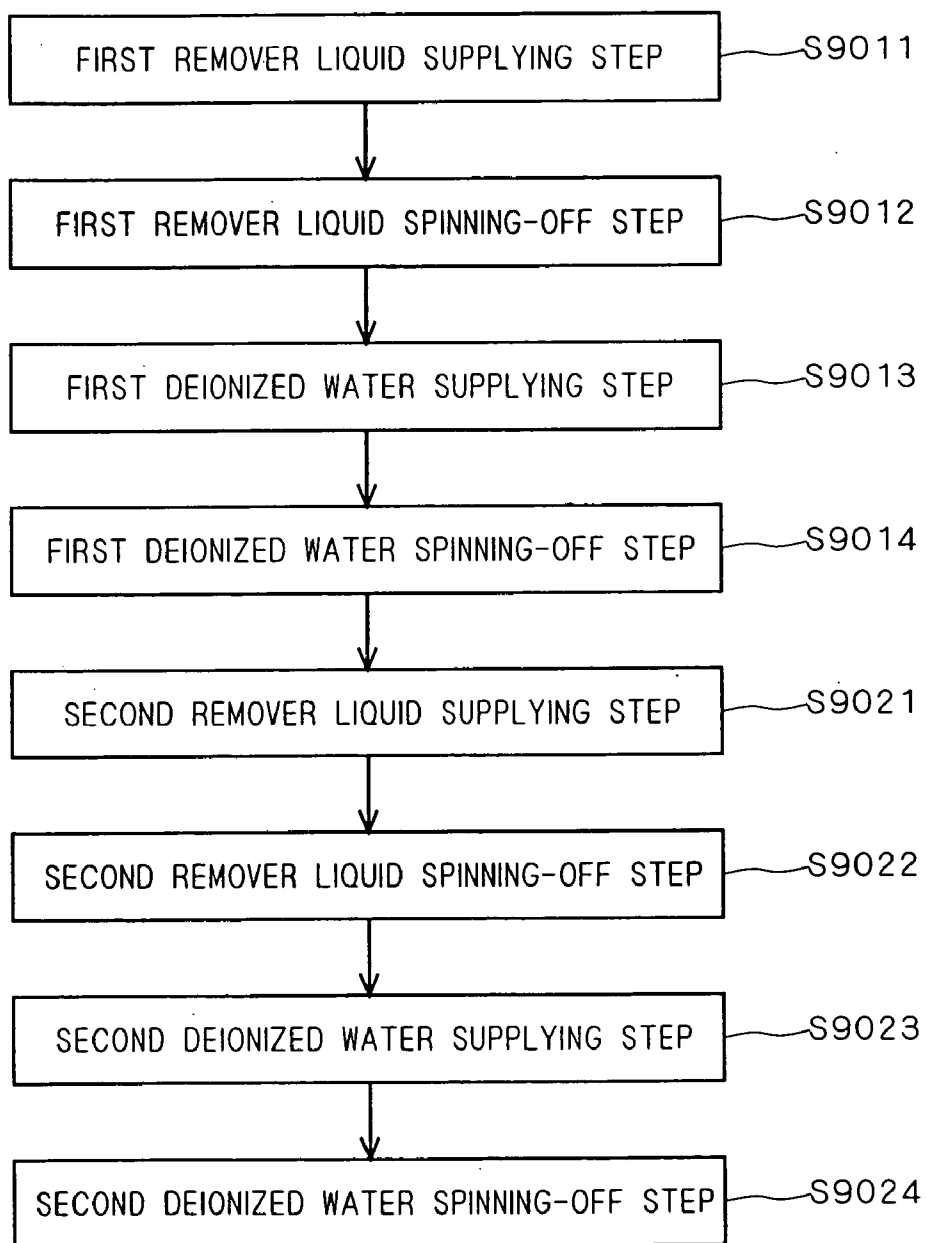 FIRST REMOVER LIQUID SUPPLYING STEP S9011
FIRST REMOVER LIQUID SPINNING-OFF STEP S9012
FIRST DEIONIZED WATER SUPPLYING STEP S9013
FIRST DEIONIZED WATER SPINNING-OFF STEP S9014
SECOND REMOVER LIQUID SUPPLYING STEP S9021
SECOND REMOVER LIQUID SPINNING-OFF STEP S9022
SECOND DEIONIZED WATER SUPPLYING STEP S9023
SECOND DEIONIZED WATER SPINNING-OFF STEP S9024